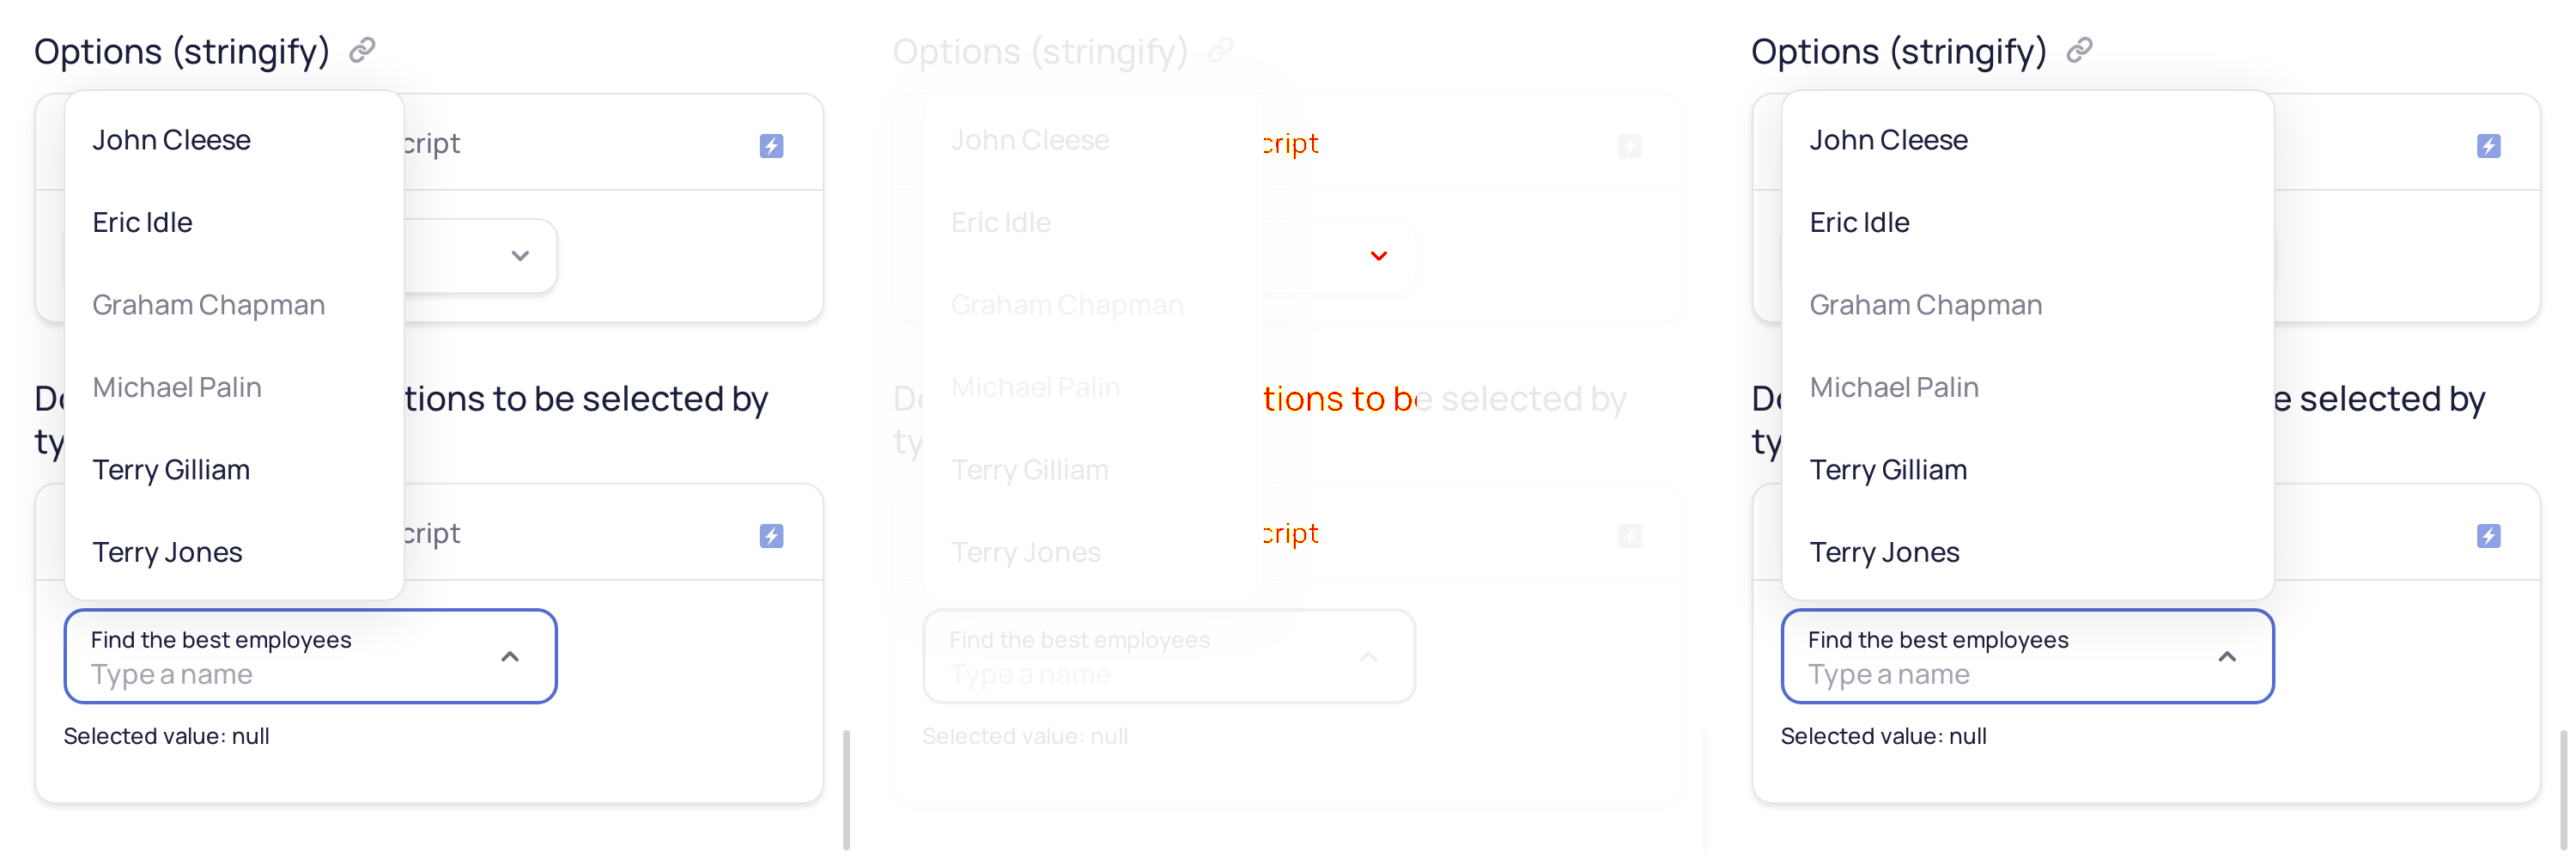 Options (stringify)
John Cleese
cript
Eric Idle
Graham Chapman
Michael Palin
Do
tions to be selected by
ty
Terry Gilliam
Terry Jones
cript
Find the best employees
Type a name
Selected value: null
Options (stringify)
John Cleese
cript
Eric Idle
Graham Chapman
Michael Palin
Do
tions to be selected by
ty
Terry Gilliam
Terry Jones
cript
Find the best employees
Type a name
Selected value: null
Options (stringify)
John Cleese
Eric Idle
Graham Chapman
Michael Palin
Do
e selected by
ty
Terry Gilliam
Terry Jones
Find the best employees
Type a name
Selected value: null